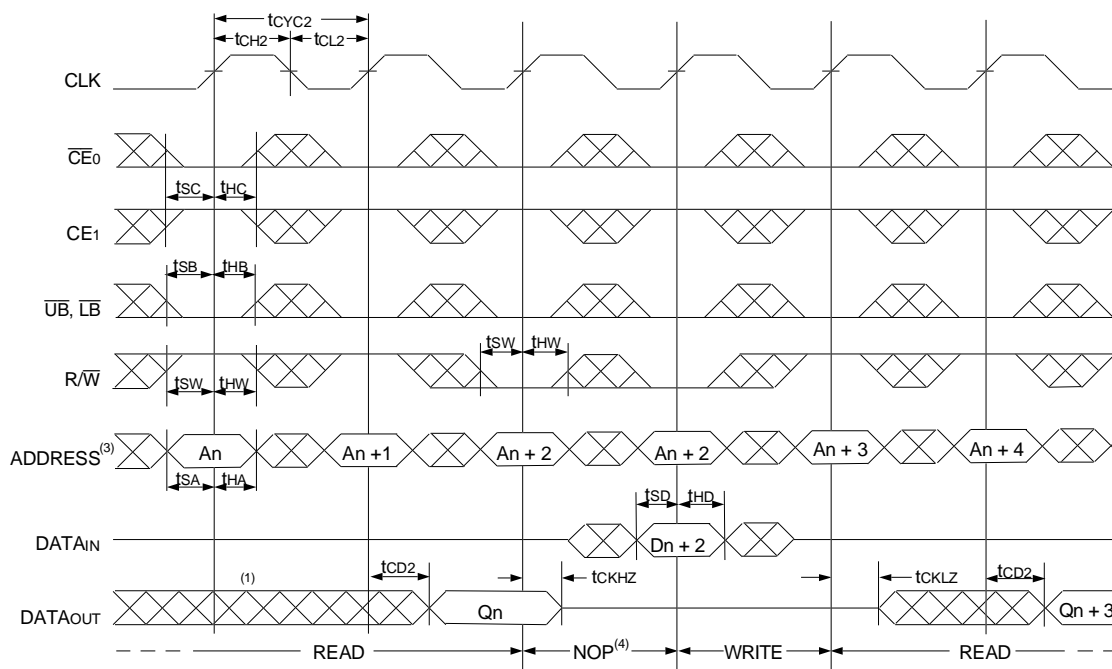 tCYC2
tCH2 tCL2
CLK
CE0
tSC tHC
CE1
tSB tHB
UB, LB
tSW tHW
R/W
tSW tHW
ADDRESS(3) An An +1 An + 2 An + 2 An + 3 An + 4
tSA tHA
tSD tHD
DATAIN Dn + 2
(1) tCD2 tCKHZ tCKLZ tCD2
DATAOUT Qn Qn + 3
READ NOP(4) WRITE READ